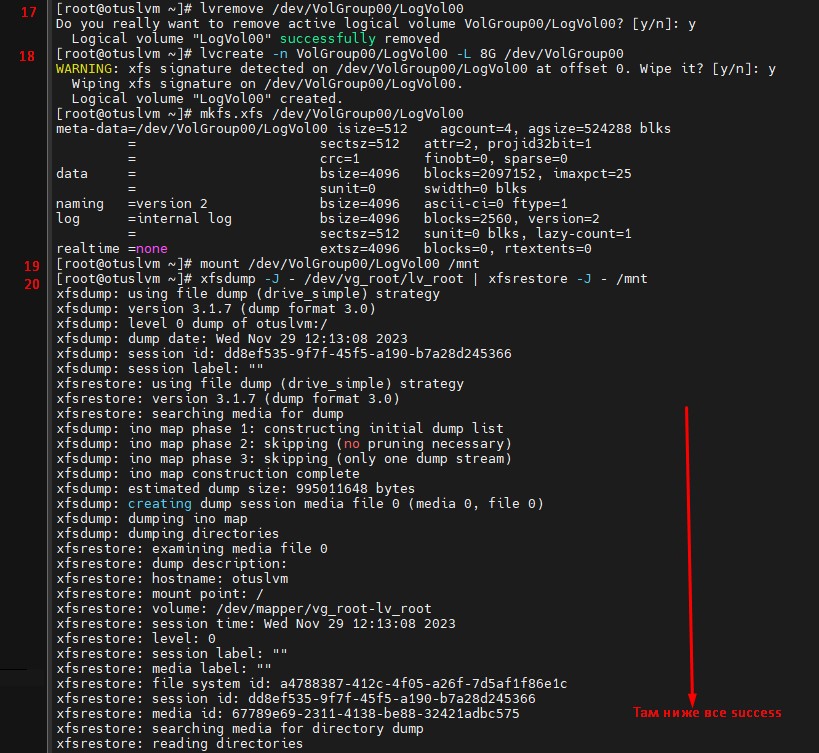 17 [root@otuslvm ~]# lvremove /dev/VolGroup00/LogVol00
Do you really want to remove active logical volume VolGroup00/LogVol00? [y/n]: y
  Logical volume "LogVol00" successfully removed
18 [root@otuslvm ~]# lvcreate -n VolGroup00/LogVol00 -L 8G /dev/VolGroup00
WARNING: xfs signature detected on /dev/VolGroup00/LogVol00 at offset 0. Wipe it? [y/n]: y
  Wiping xfs signature on /dev/VolGroup00/LogVol00.
  Logical volume "LogVol00" created.
[root@otuslvm ~]# mkfs.xfs /dev/VolGroup00/LogVol00
meta-data=/dev/VolGroup00/LogVol00 isize=512    agcount=4, agsize=524288 blks
         =                       sectsz=512   attr=2, projid32bit=1
         =                       crc=1        finobt=0, sparse=0
data     =                       bsize=4096   blocks=2097152, imaxpct=25
         =                       sunit=0      swidth=0 blks
naming   =version 2              bsize=4096   ascii-ci=0 ftype=1
log      =internal log           bsize=4096   blocks=2560, version=2
         =                       sectsz=512   sunit=0 blks, lazy-count=1
realtime =none                   extsz=4096   blocks=0, rtextents=0
19 [root@otuslvm ~]# mount /dev/VolGroup00/LogVol00 /mnt
20 [root@otuslvm ~]# xfsdump -J - /dev/vg_root/lv_root | xfsrestore -J - /mnt
xfsdump: using file dump (drive_simple) strategy
xfsdump: version 3.1.7 (dump format 3.0)
xfsdump: level 0 dump of otuslvm:/
xfsdump: dump date: Wed Nov 29 12:13:08 2023
xfsdump: session id: dd8ef535-9f7f-45f5-a190-b7a28d245366
xfsdump: session label: ""
xfsrestore: using file dump (drive_simple) strategy
xfsrestore: version 3.1.7 (dump format 3.0)
xfsrestore: searching media for dump
xfsdump: ino map phase 1: constructing initial dump list
xfsdump: ino map phase 2: skipping (no pruning necessary)
xfsdump: ino map phase 3: skipping (only one dump stream)
xfsdump: ino map construction complete
xfsdump: estimated dump size: 995011648 bytes
xfsdump: creating dump session media file 0 (media 0, file 0)
xfsdump: dumping ino map
xfsdump: dumping directories
xfsrestore: examining media file 0
xfsrestore: dump description:
xfsrestore: hostname: otuslvm
xfsrestore: mount point: /
xfsrestore: volume: /dev/mapper/vg_root-lv_root
xfsrestore: session time: Wed Nov 29 12:13:08 2023
xfsrestore: level: 0
xfsrestore: session label: ""
xfsrestore: media label: ""
xfsrestore: file system id: a4788387-412c-4f05-a26f-7d5af1f86e1c
xfsrestore: session id: dd8ef535-9f7f-45f5-a190-b7a28d245366
xfsrestore: media id: 67789e69-2311-4138-be88-32421adbc575
Там ниже все success
xfsrestore: searching media for directory dump
xfsrestore: reading directories